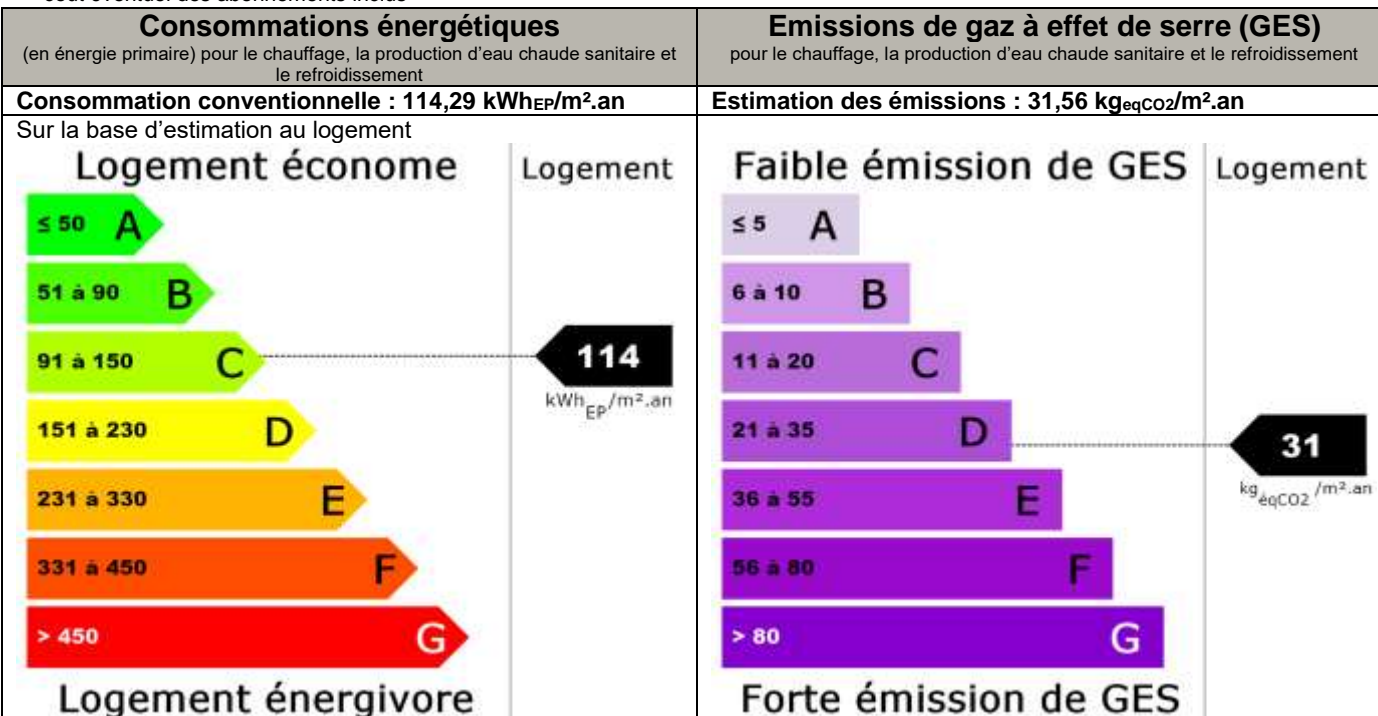 coût éventuel des abonnements inclus
Consommations énergétiques
(en énergie primaire) pour le chauffage, la production d'eau chaude sanitaire et
le refroidissement
Consommation conventionnelle : 114,29 kWhEP/m².an
Sur la base d'estimation au logement
Logement économe
Logement
≤ 50 A
51 à 90 B
91 à 150 C
114
kWhEP/m².an
151 à 230 D
231 à 330 E
331 à 450 F
> 450 G
Logement énergivore
Emissions de gaz à effet de serre (GES)
pour le chauffage, la production d'eau chaude sanitaire et le refroidissement
Estimation des émissions : 31,56 kgeqCO2/m².an
Faible émission de GES
Logement
≤ 5 A
6 à 10 B
11 à 20 C
21 à 35 D
31
kgéqCO2 /m².an
36 à 55 E
56 à 80 F
> 80 G
Forte émission de GES